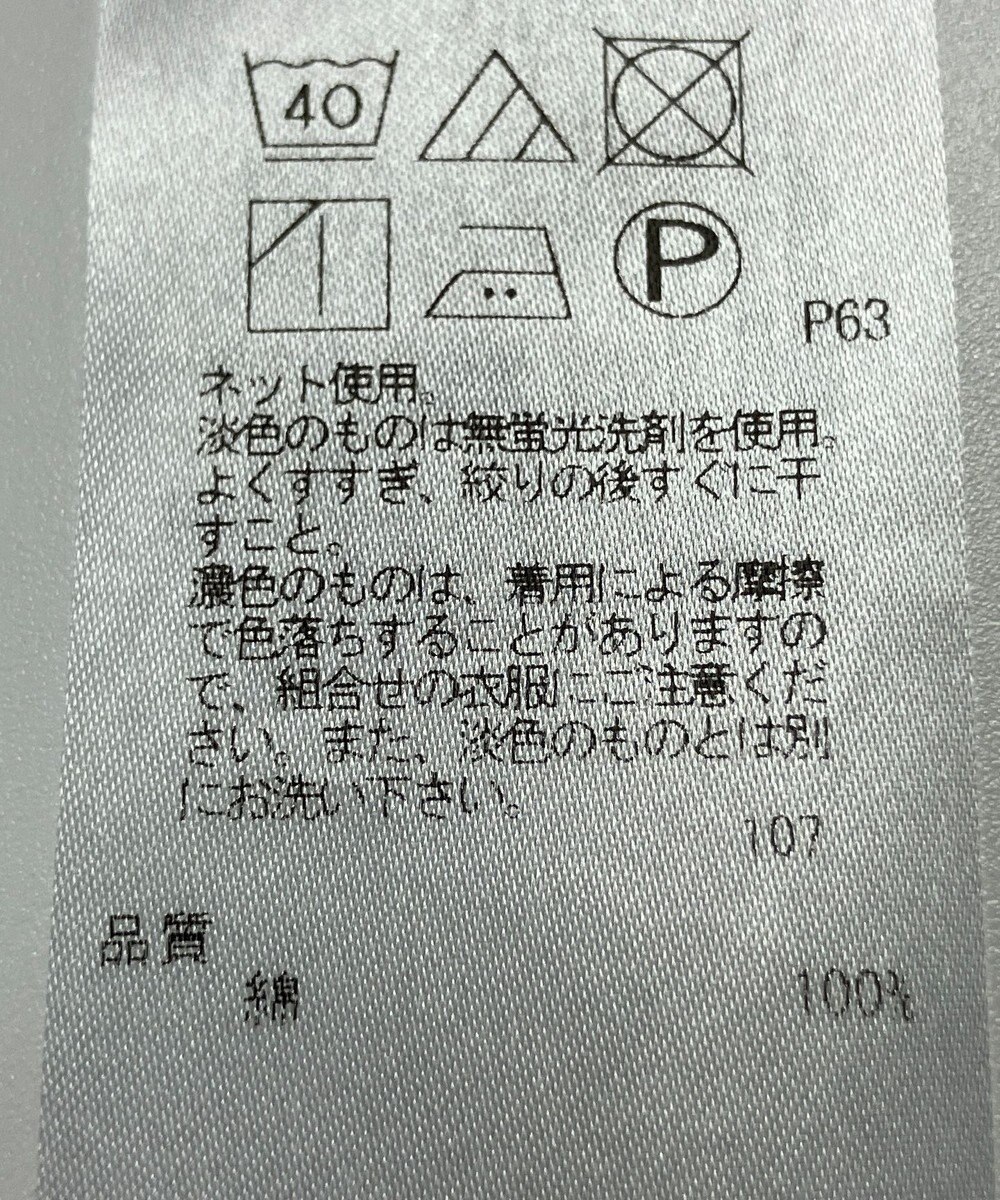 40
P
P63
ネット使用。
淡色のものは無蛍光洗剤を使用。
よくすすぎ、絞りの後すぐに干
すこと。
濃色のものは、着用による摩擦
で色落ちすることがありますの
で、組合せの衣服にご注意くだ
さい。また、淡色のものとは別
にお洗い下さい。
107
品質
綿 100%